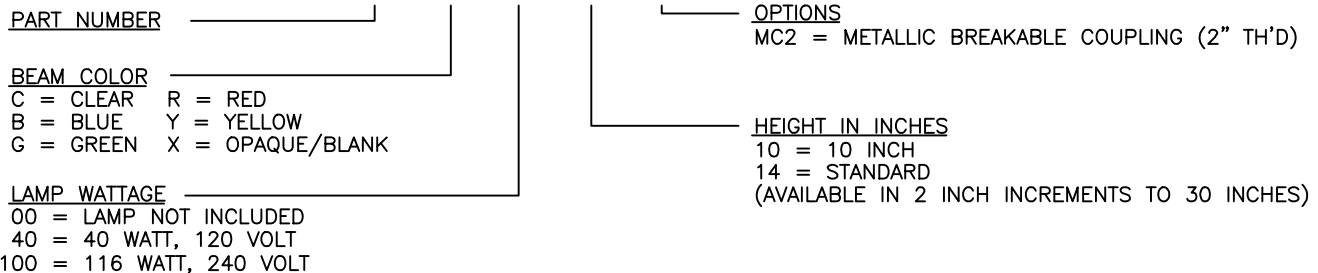 PART NUMBER
BEAM COLOR
C = CLEAR R = RED
B = BLUE Y = YELLOW
G = GREEN X = OPAQUE/BLANK
LAMP WATTAGE
00 = LAMP NOT INCLUDED
40 = 40 WATT, 120 VOLT
100 = 116 WATT, 240 VOLT
OPTIONS
MC2 = METALLIC BREAKABLE COUPLING (2" TH'D)
HEIGHT IN INCHES
10 = 10 INCH
14 = STANDARD
(AVAILABLE IN 2 INCH INCREMENTS TO 30 INCHES)